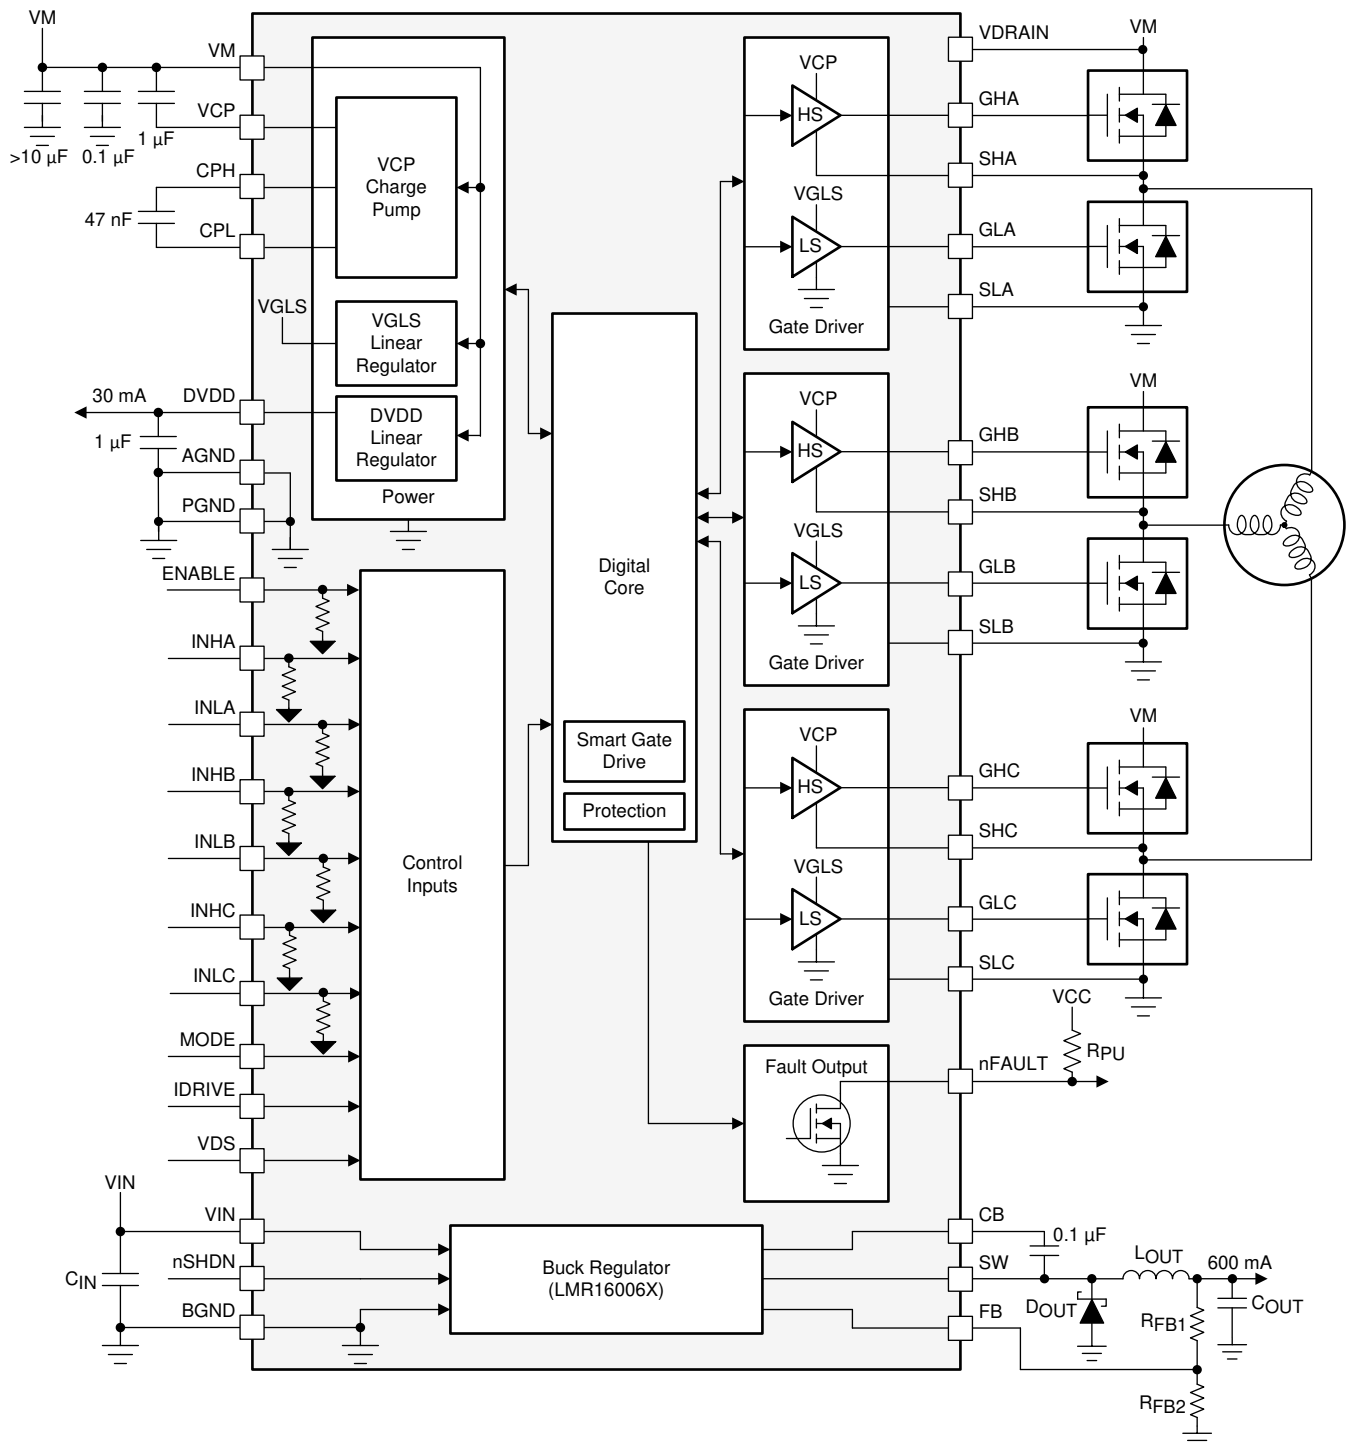 VM
VM
VCP
>10 µF
0.1 µF
1 µF
CPH
47 nF
CPL
VCP
Charge
Pump
VGLS
VGLS
Linear
Regulator
30 mA
DVDD
1 µF
DVDD
Linear
Regulator
AGND
PGND
Power
ENABLE
INHA
INLA
INHB
INLB
INHC
INLC
MODE
IDRIVE
VDS
Control
Inputs
Digital
Core
Smart Gate
Drive
Protection
VCP
HS
VGLS
LS
Gate Driver
VCP
HS
VGLS
LS
Gate Driver
VCP
HS
VGLS
LS
Gate Driver
Fault Output
VDRAIN
VM
GHA
SHA
GLA
SLA
VM
GHB
SHB
GLB
SLB
VM
GHC
SHC
GLC
SLC
VCC
RPU
nFAULT
VIN
VIN
nSHDN
CIN
BGND
Buck Regulator
(LMR16006X)
CB
0.1 µF
SW
LOUT
600 mA
FB
DOUT
RFB1
COUT
RFB2